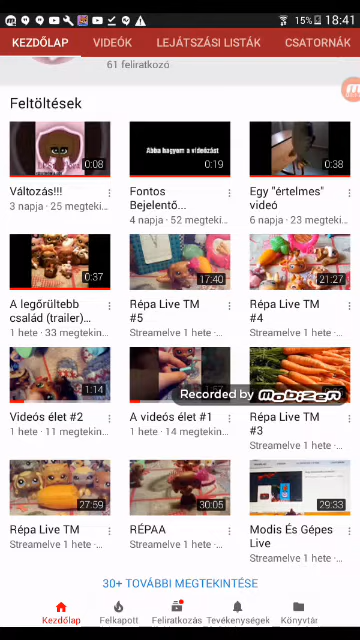 15% 18:41
KEZDŐLAP VIDEÓK LEJÁTSZÁSI LISTÁK CSATORNÁK
61 feliratkozó
Feltöltések
0:08
Abba hagyom a videózást
0:19
0:38
Változás!!!
3 napja · 25 megteki...
Fontos
Bejelentő...
4 napja · 52 megteki...
Egy "értelmes"
videó
6 napja · 23 megteki...
0:37
17:40
21:27
A legőrültebb
család (trailer)...
1 hete · 33 megtekin...
Répa Live TM
#5
Streamelve 1 hete ·...
Répa Live TM
#4
Streamelve 1 hete ·...
1:14
Recorded by MOBIZEN
Videós élet #2
1 hete · 11 megtekin...
A videós élet #1
1 hete · 14 megtekin...
Répa Live TM
#3
Streamelve 1 hete ·...
27:59
30:05
29:33
Répa Live TM
Streamelve 1 hete ·...
RÉPAA
Streamelve 1 hete ·...
Modis És Gépes
Live
Streamelve 1 hete ·...
30+ TOVÁBBI MEGTEKINTÉSE
Kezdőlap Felkapott Feliratkozás Tevékenységek Könyvtár